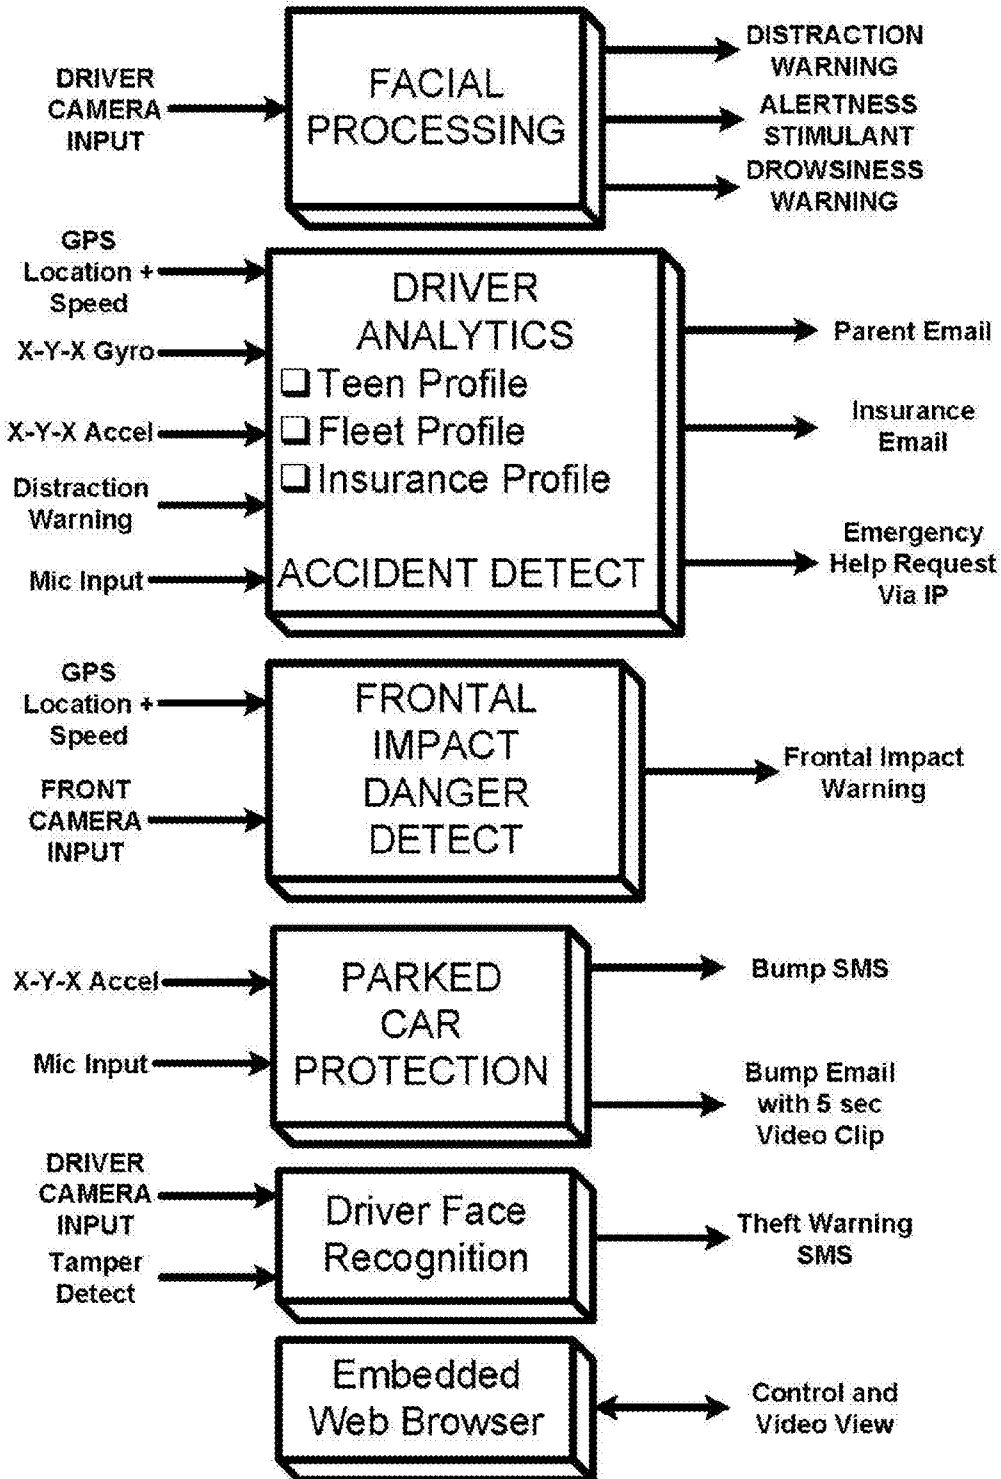 DRIVER
CAMERA
INPUT
FACIAL
PROCESSING
DISTRACTION
WARNING
ALERTNESS
STIMULANT
DROWSINESS
WARNING
GPS
Location +
Speed
X-Y-X Gyro
X-Y-X Accel
Distraction
Warning
Mic Input
DRIVER
ANALYTICS
❑ Teen Profile
❑ Fleet Profile
❑ Insurance Profile
ACCIDENT DETECT
Parent Email
Insurance
Email
Emergency
Help Request
Via IP
GPS
Location +
Speed
FRONT
CAMERA
INPUT
FRONTAL
IMPACT
DANGER
DETECT
Frontal Impact
Warning
X-Y-X Accel
Mic Input
PARKED
CAR
PROTECTION
Bump SMS
Bump Email
with 5 sec
Video Clip
DRIVER
CAMERA
INPUT
Tamper
Detect
Driver Face
Recognition
Theft Warning
SMS
Embedded
Web Browser
Control and
Video View